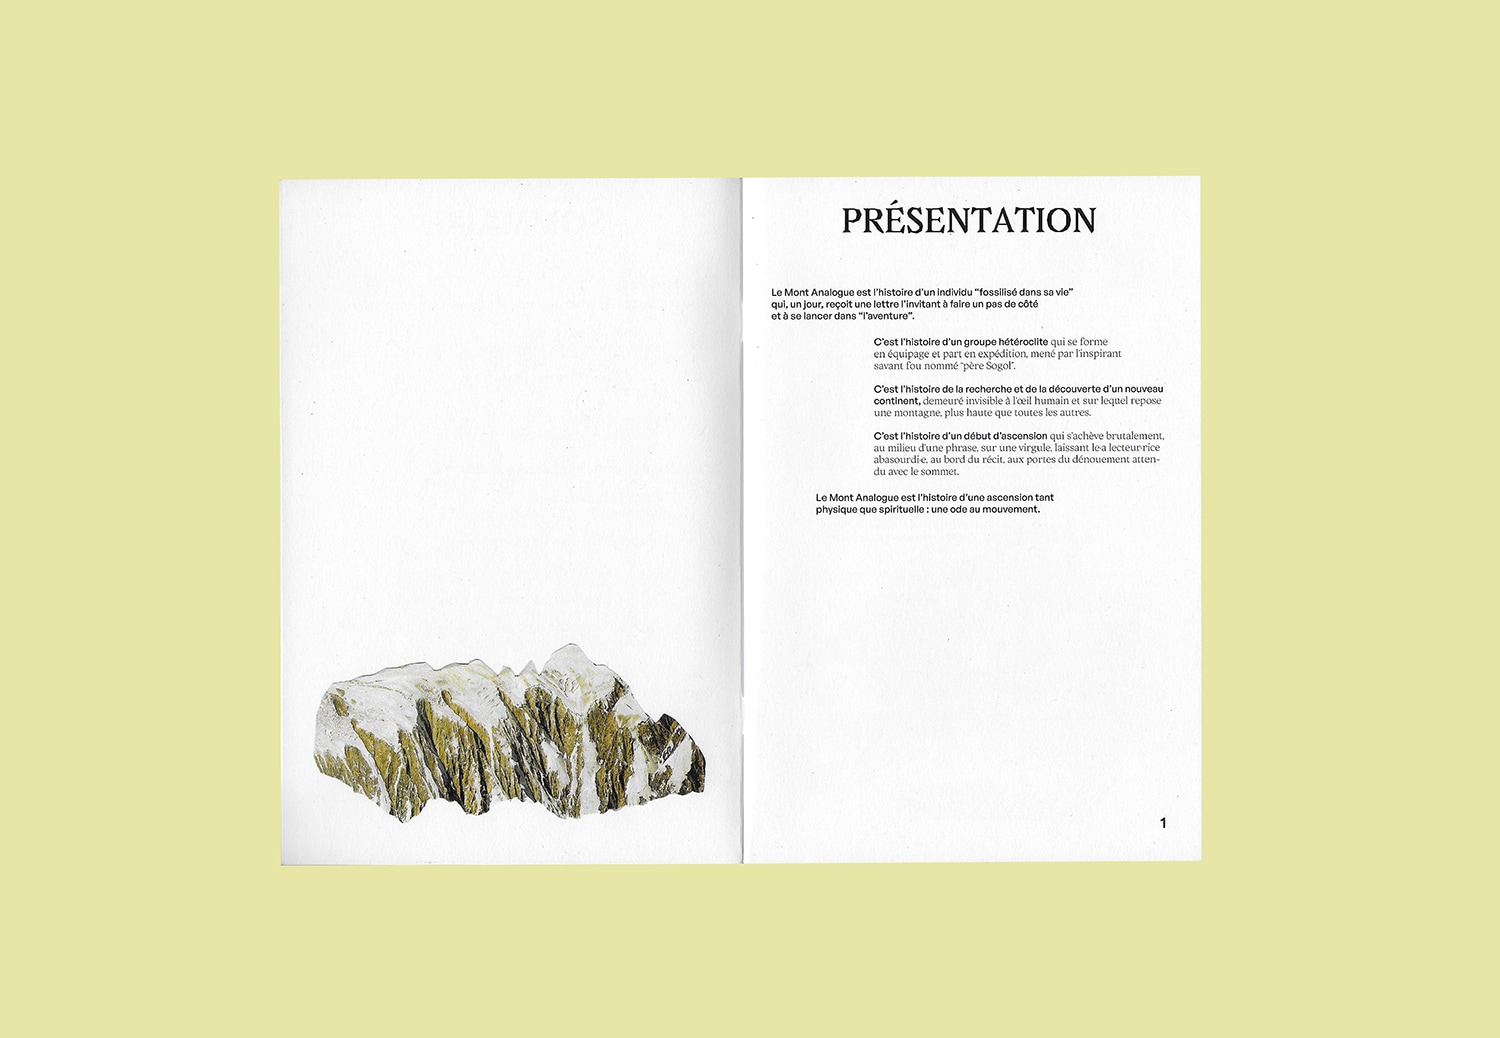 PRÉSENTATION
Le Mont Analogue est l’histoire d’un individu “fossilisé dans sa vie”
qui, un jour, reçoit une lettre l’invitant à faire un pas de côté
et à se lancer dans “l’aventure”.
C’est l’histoire d’un groupe hétéroclite qui se forme
en équipage et part en expédition, mené par l’inspirant
savant fou nommé “père Sogol”.
C’est l’histoire de la recherche et de la découverte d’un nouveau
continent, demeuré invisible à l’œil humain et sur lequel repose
une montagne, plus haute que toutes les autres.
C’est l’histoire d’un début d’ascension qui s’achève brutalement,
au milieu d’une phrase, sur une virgule, laissant le·a lecteur·rice
abasourdi·e, au bord du récit, aux portes du dénouement atten-
du avec le sommet.
Le Mont Analogue est l’histoire d’une ascension tant
physique que spirituelle : une ode au mouvement.
1